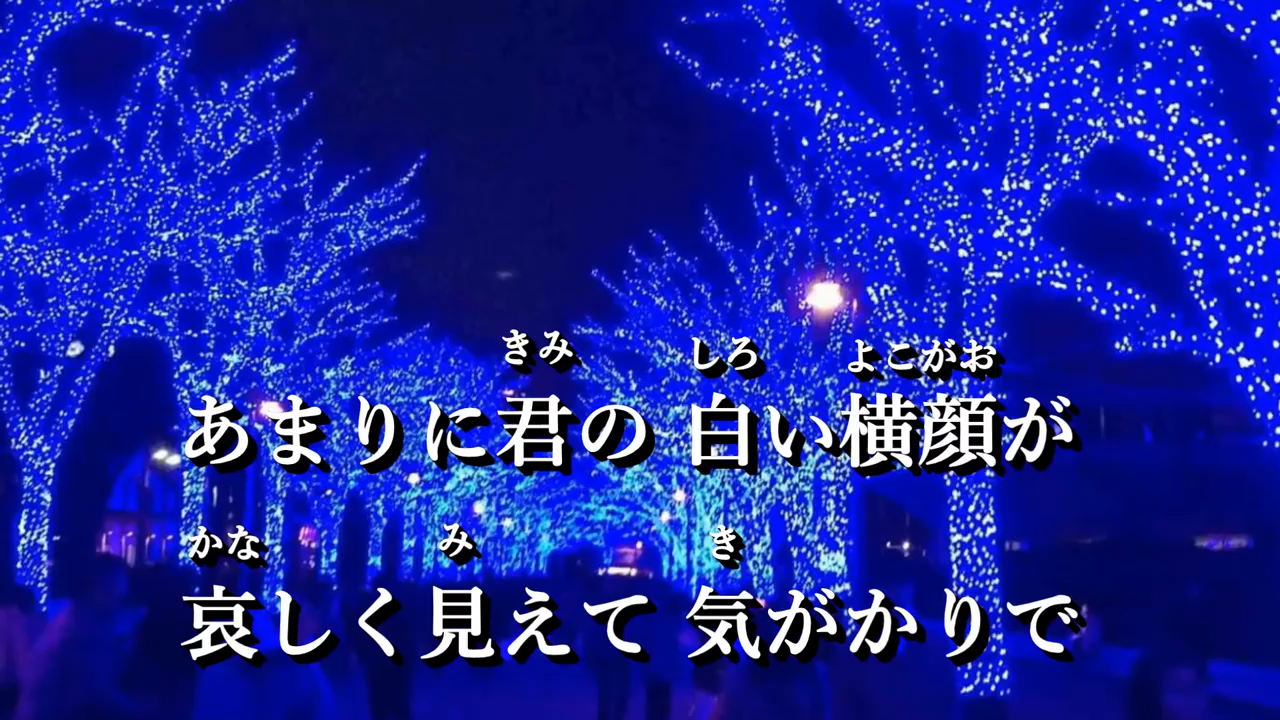 きみ しろ よこがお
あまりに君の 白い横顔が
かな み き
哀しく見えて 気がかりで